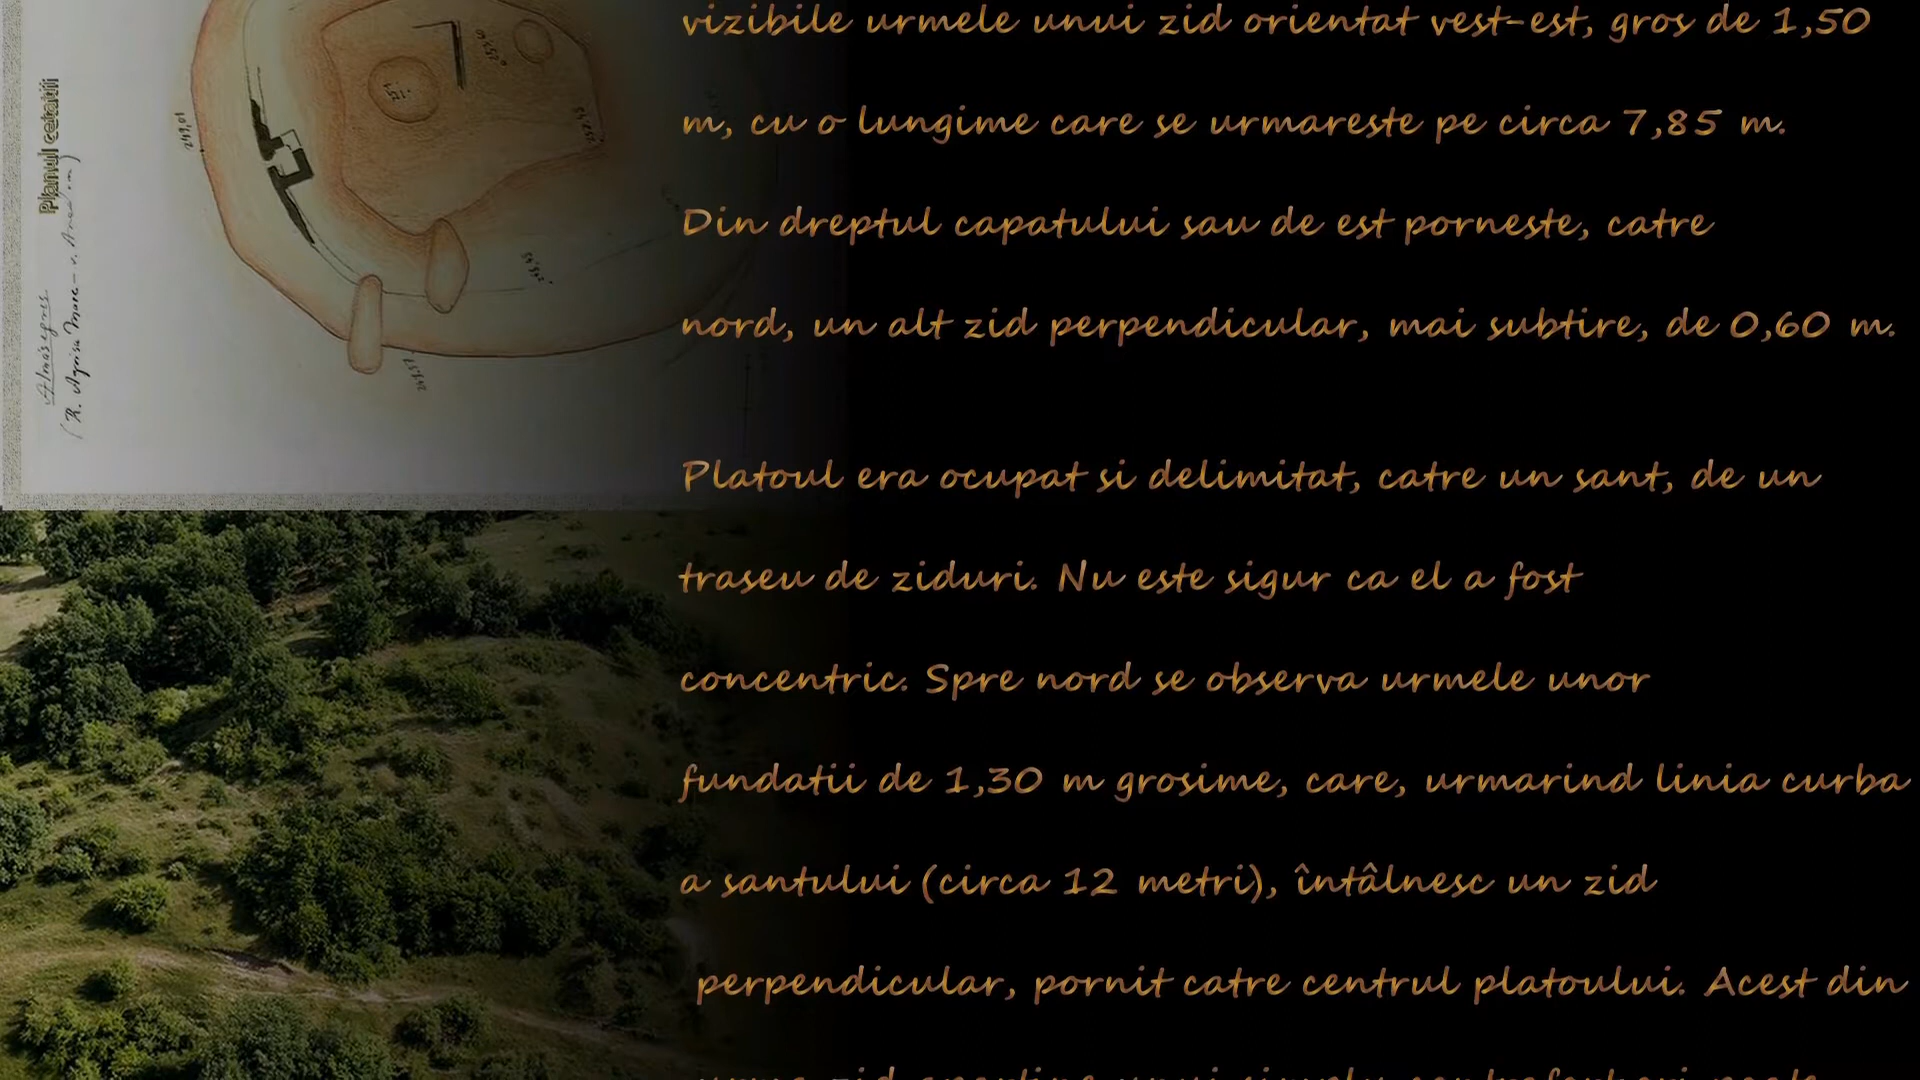 vizibile urmele unui zid orientat vest-est, gros de 1,50
m, cu o lungime care se urmareste pe circa 7,85 m.
Din dreptul capatului sau de est porneste, catre
nord, un alt zid perpendicular, mai subtire, de 0,60 m.
Platoul era ocupat si delimitat, catre un sant, de un
traseu de ziduri. Nu este sigur ca el a fost
concentric. Spre nord se observa urmele unor
fundatii de 1,30 m grosime, care, urmarind linia curba
a santului (circa 12 metri), întâlnesc un zid
perpendicular, pornit catre centrul platoului. Acest din
Planul cetatii